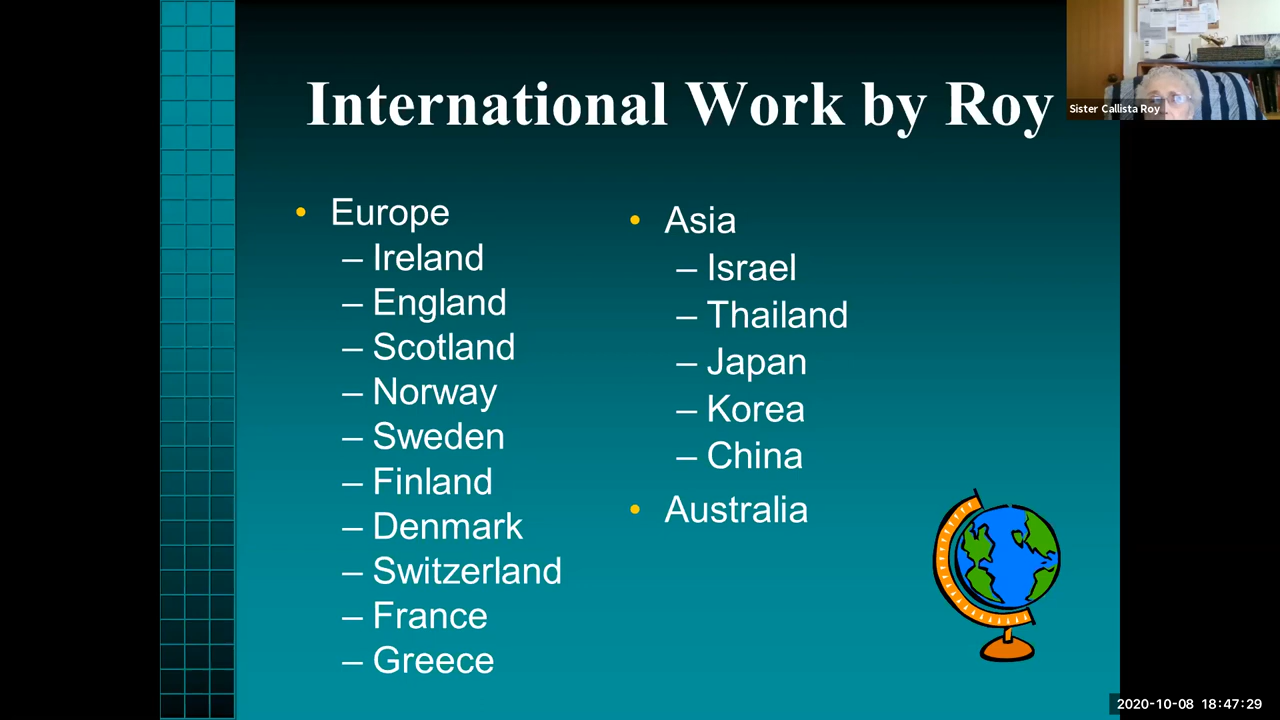 International Work by Roy
Sister Callista Roy
• Europe
– Ireland
– England
– Scotland
– Norway
– Sweden
– Finland
– Denmark
– Switzerland
– France
– Greece
• Asia
– Israel
– Thailand
– Japan
– Korea
– China
• Australia
2020-10-08 18:47:29